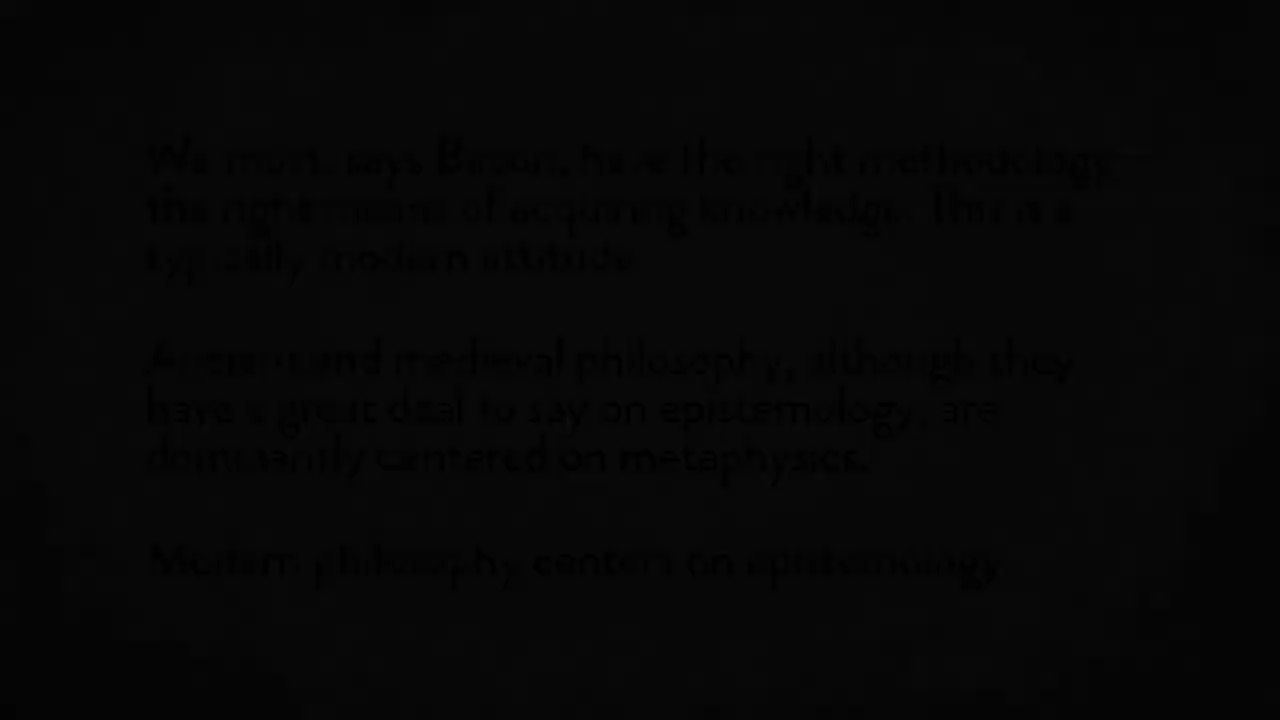 We must, says Bacon, have the right methodology —
the right means of acquiring knowledge. This is a
typically modern attitude.
Ancient and medieval philosophy, although they
have a great deal to say on epistemology, are
dominantly centered on metaphysics.
Modern philosophy centers on epistemology.